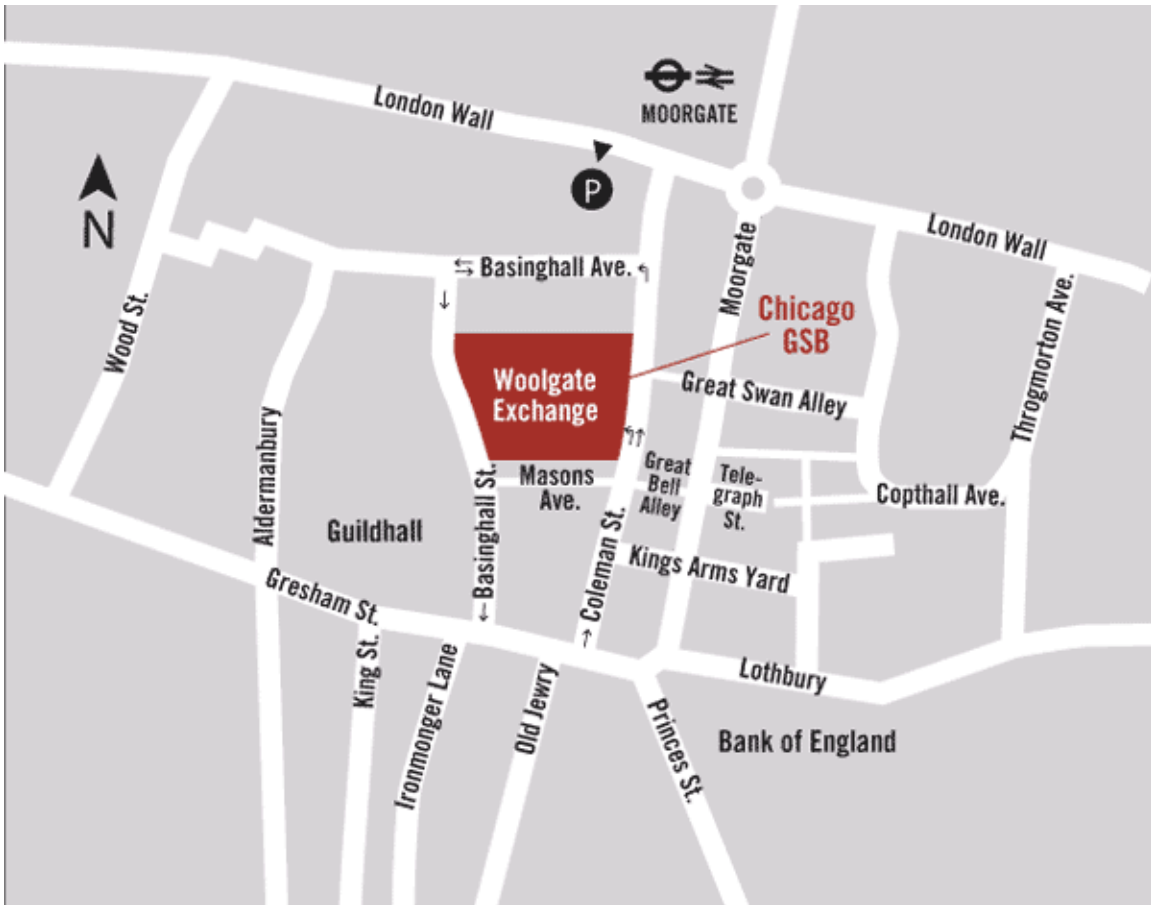 London Wall
MOORGATE
P
N
London Wall
Basinghall Ave.
Moorgate
Chicago
GSB
Wood St.
Throgmorton Ave.
Woolgate
Exchange
Great Swan Alley
Aldermanbury
Masons
Ave.
Great
Bell
Alley
Tele-
graph
St.
Copthall Ave.
Guildhall
Basinghall St.
Coleman St.
Kings Arms Yard
Gresham St.
King St.
Ironmonger Lane
Old Jewry
Lothbury
Princes St.
Bank of England